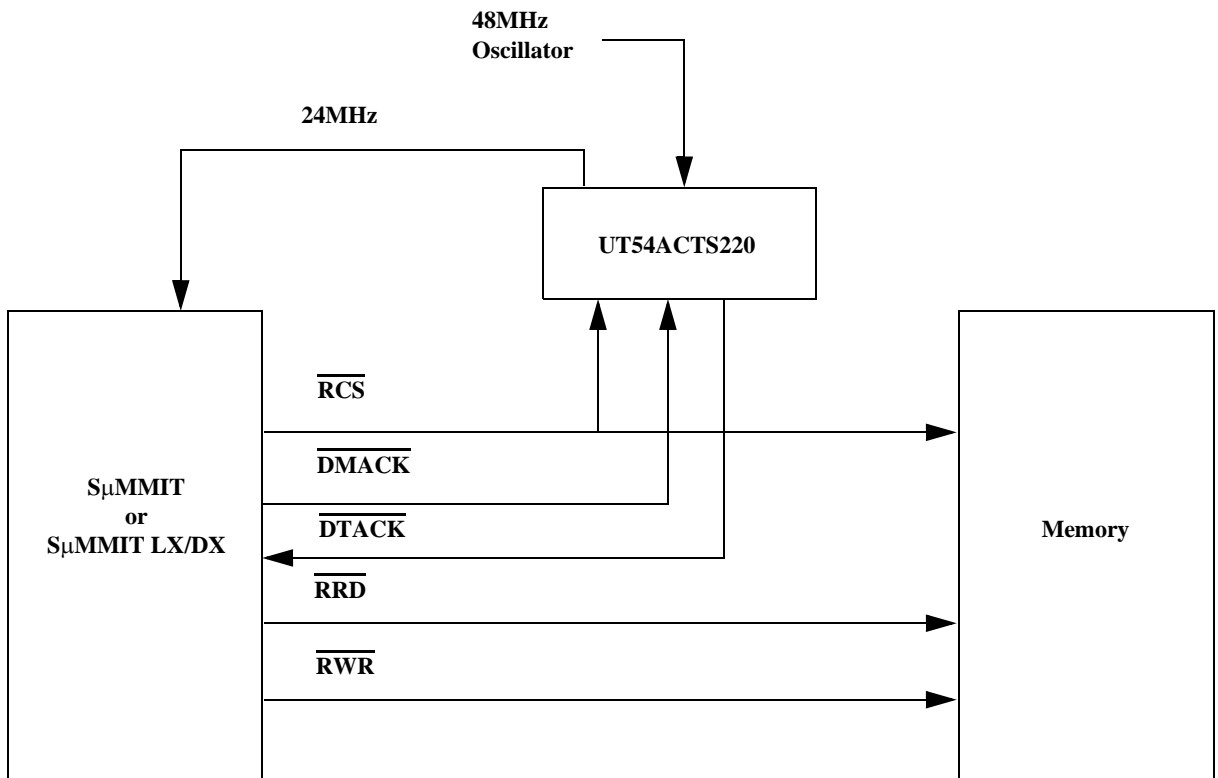 48MHz
Oscillator
24MHz
UT54ACTS220
RCS
DMACK
SμMMIT
or
SμMMIT LX/DX
DTACK
Memory
RRD
RWR